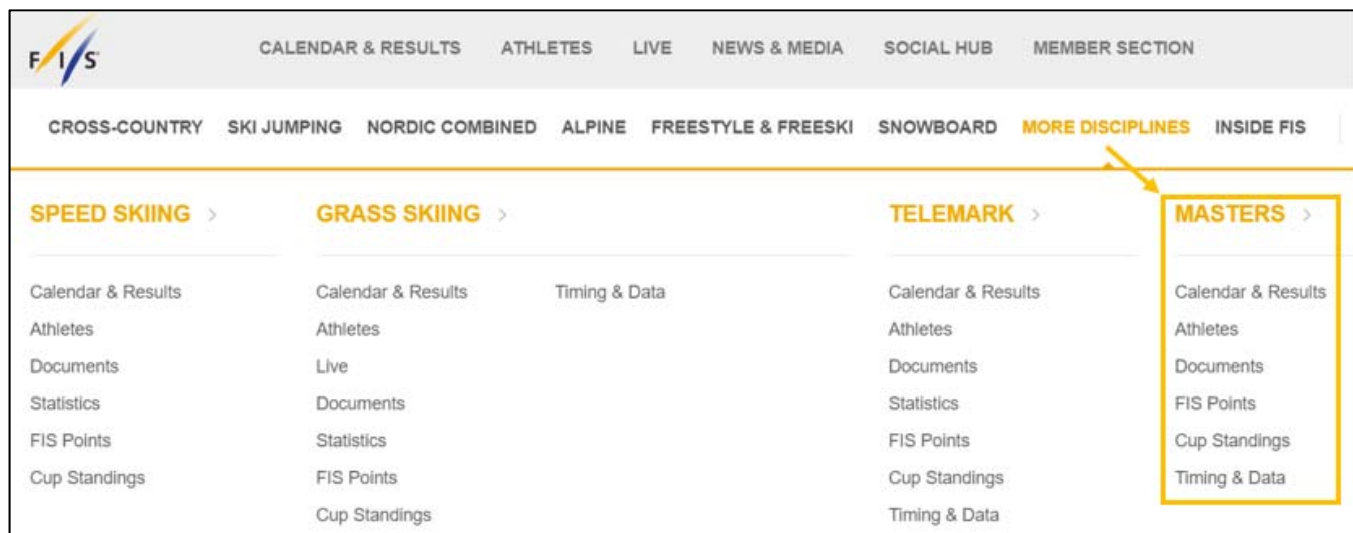 FIS
CALENDAR & RESULTS ATHLETES LIVE NEWS & MEDIA SOCIAL HUB MEMBER SECTION
CROSS-COUNTRY SKI JUMPING NORDIC COMBINED ALPINE FREESTYLE & FREESKI SNOWBOARD MORE DISCIPLINES INSIDE FIS
SPEED SKIING >
Calendar & Results
Athletes
Documents
Statistics
FIS Points
Cup Standings
GRASS SKIING >
Calendar & Results
Athletes
Live
Documents
Statistics
FIS Points
Cup Standings
Timing & Data
TELEMARK >
Calendar & Results
Athletes
Documents
Statistics
FIS Points
Cup Standings
Timing & Data
MASTERS >
Calendar & Results
Athletes
Documents
FIS Points
Cup Standings
Timing & Data